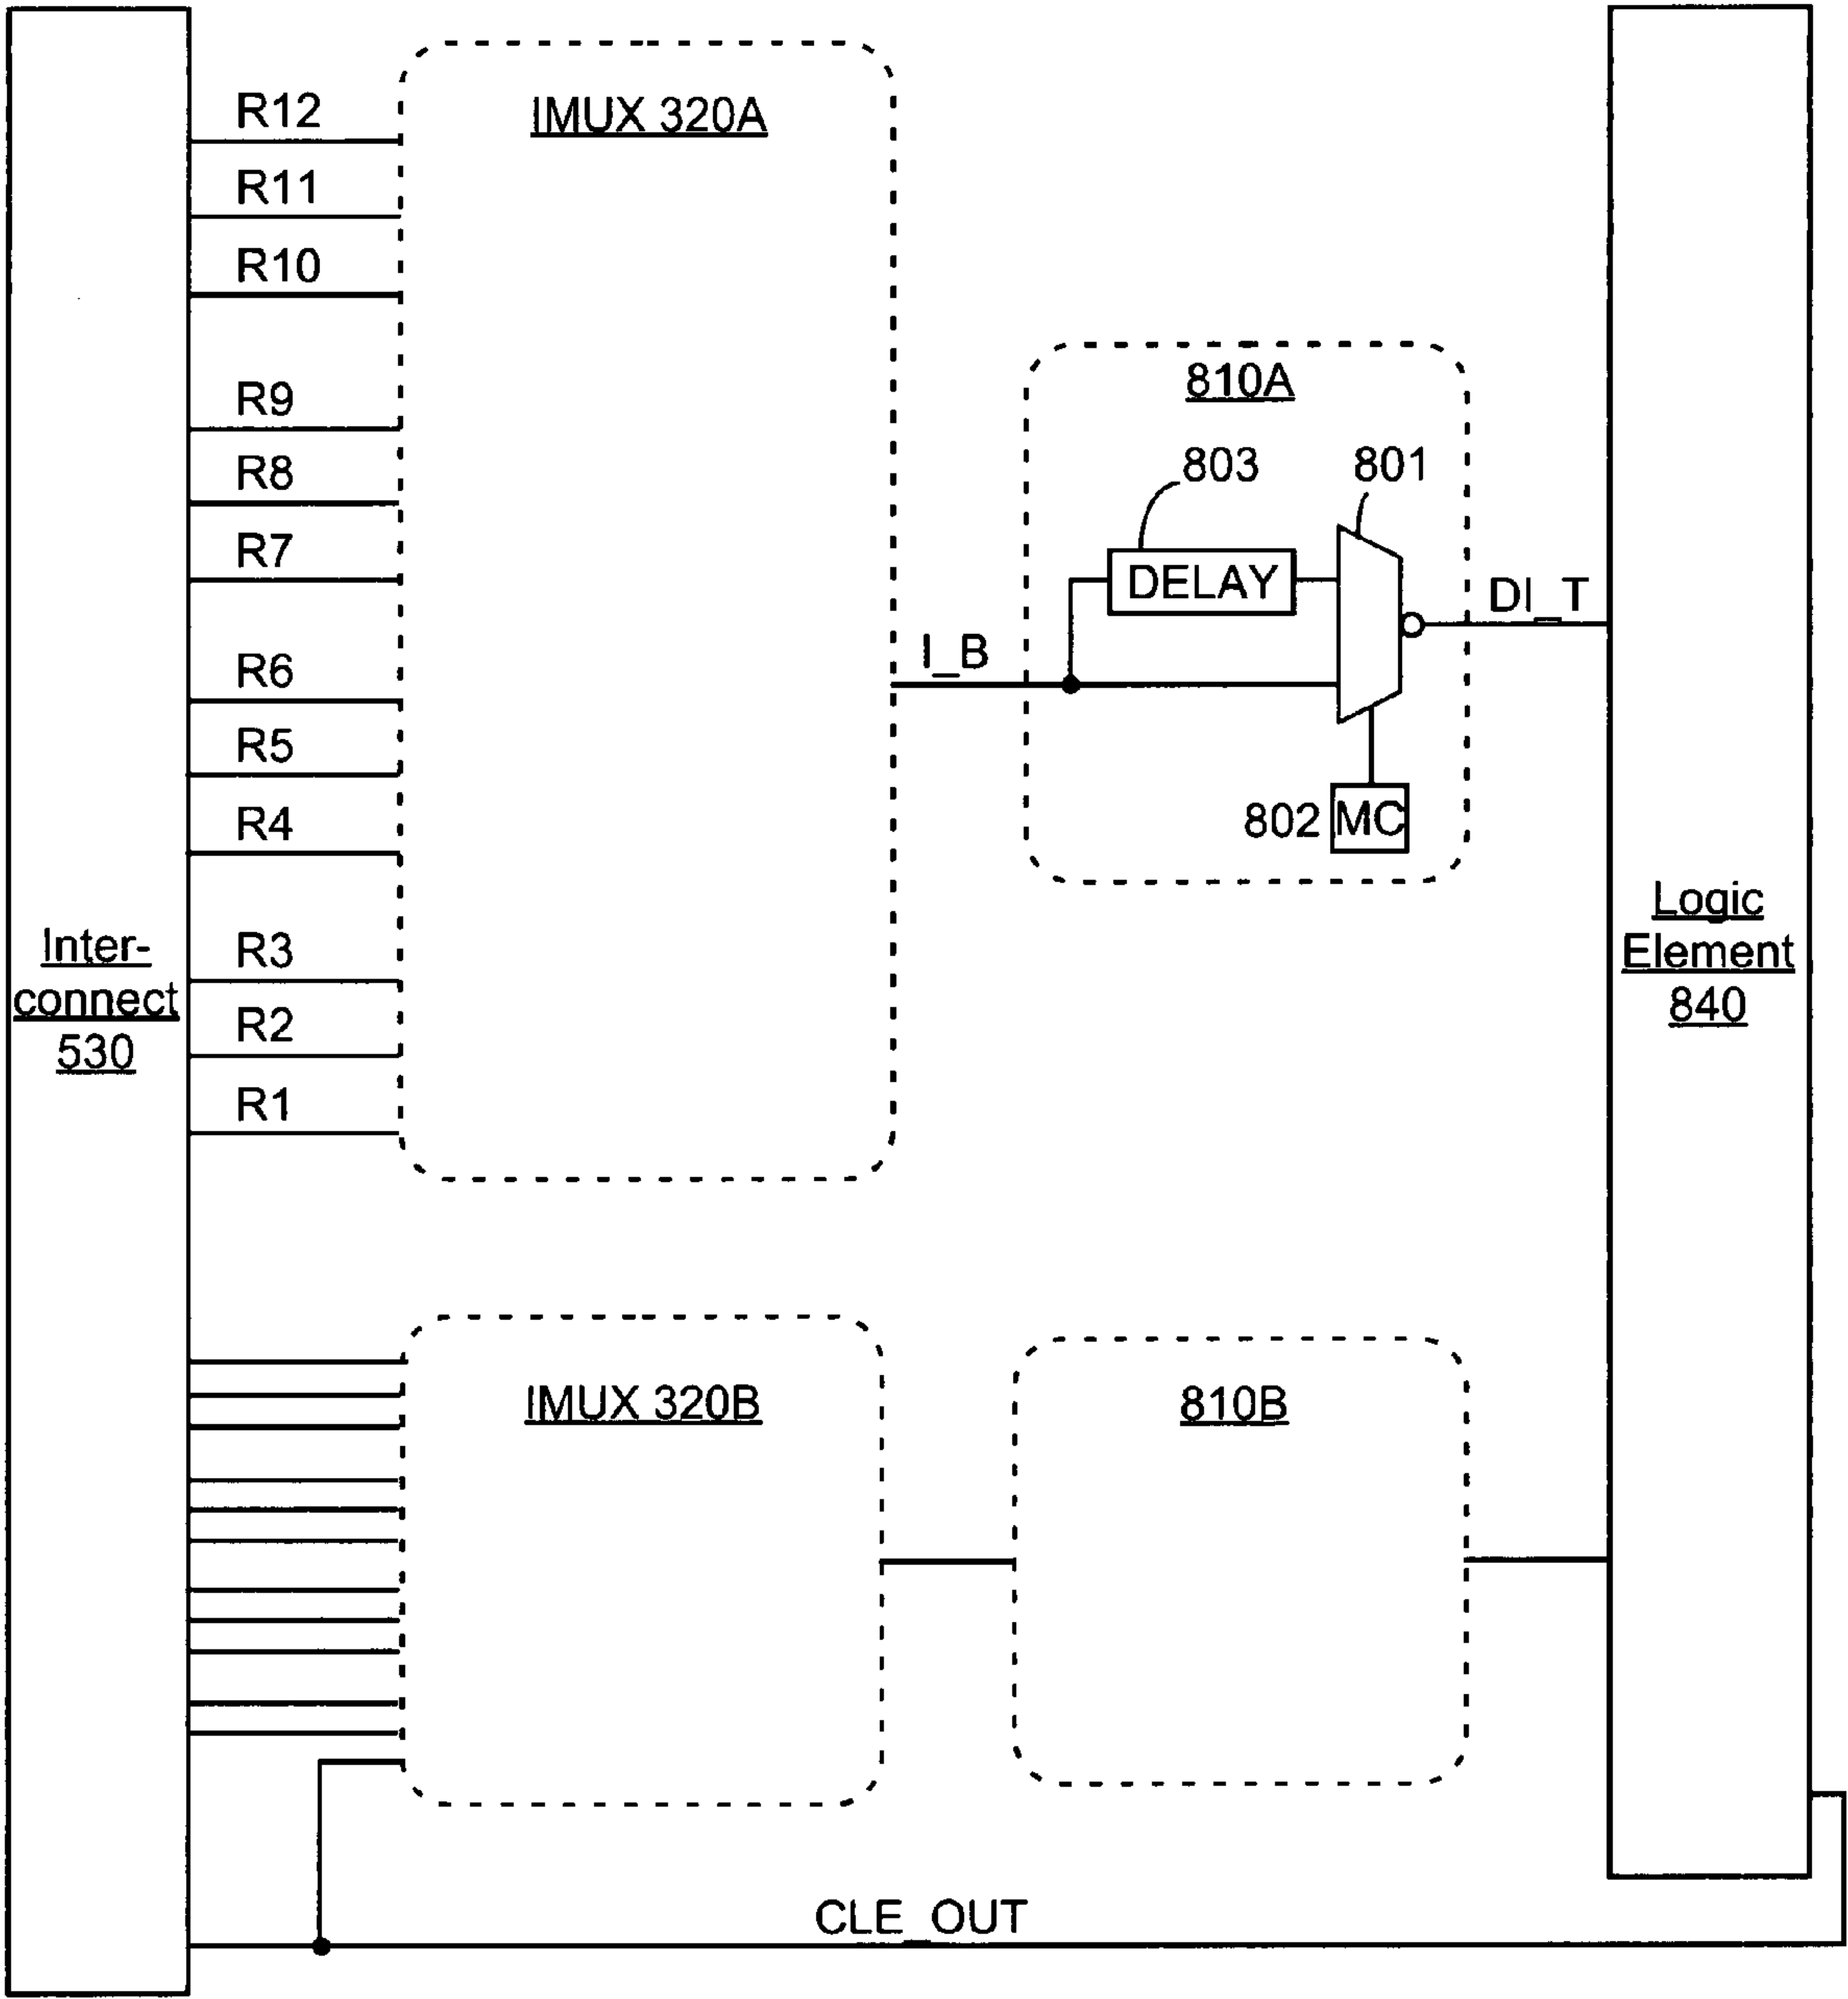 R12
IMUX 320A
R11
R10
810A
R9
803
801
R8
R7
DELAY
DI_T
I_B
R6
R5
802
MC
R4
Logic
Element
840
Inter-
connect
530
R3
R2
R1
IMUX 320B
810B
CLE_OUT